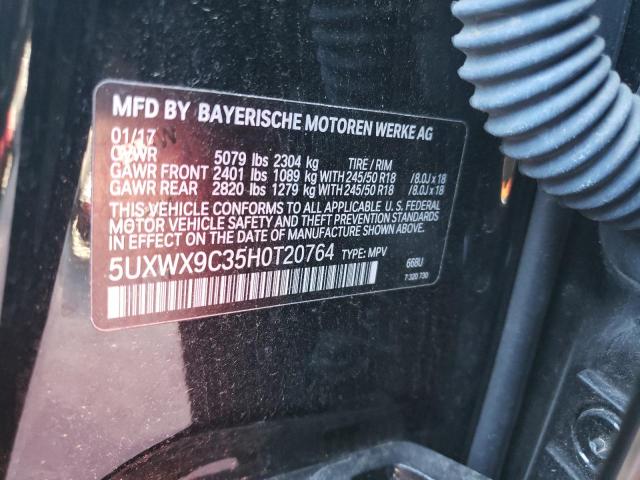 MFD BY BAYERISCHE MOTOREN WERKE AG
01/17
GVWR 5079 lbs 2304 kg TIRE / RIM
GAWR FRONT 2401 lbs 1089 kg WITH 245/50 R18 /8.0J x 18
GAWR REAR 2820 lbs 1279 kg WITH 245/50 R18 /8.0J x 18
THIS VEHICLE CONFORMS TO ALL APPLICABLE U. S. FEDERAL
MOTOR VEHICLE SAFETY AND THEFT PREVENTION STANDARDS
IN EFFECT ON THE DATE OF MANUFACTURE SHOWN ABOVE.
5UXWX9C35H0T20764 TYPE: MPV
668U
7 320 730